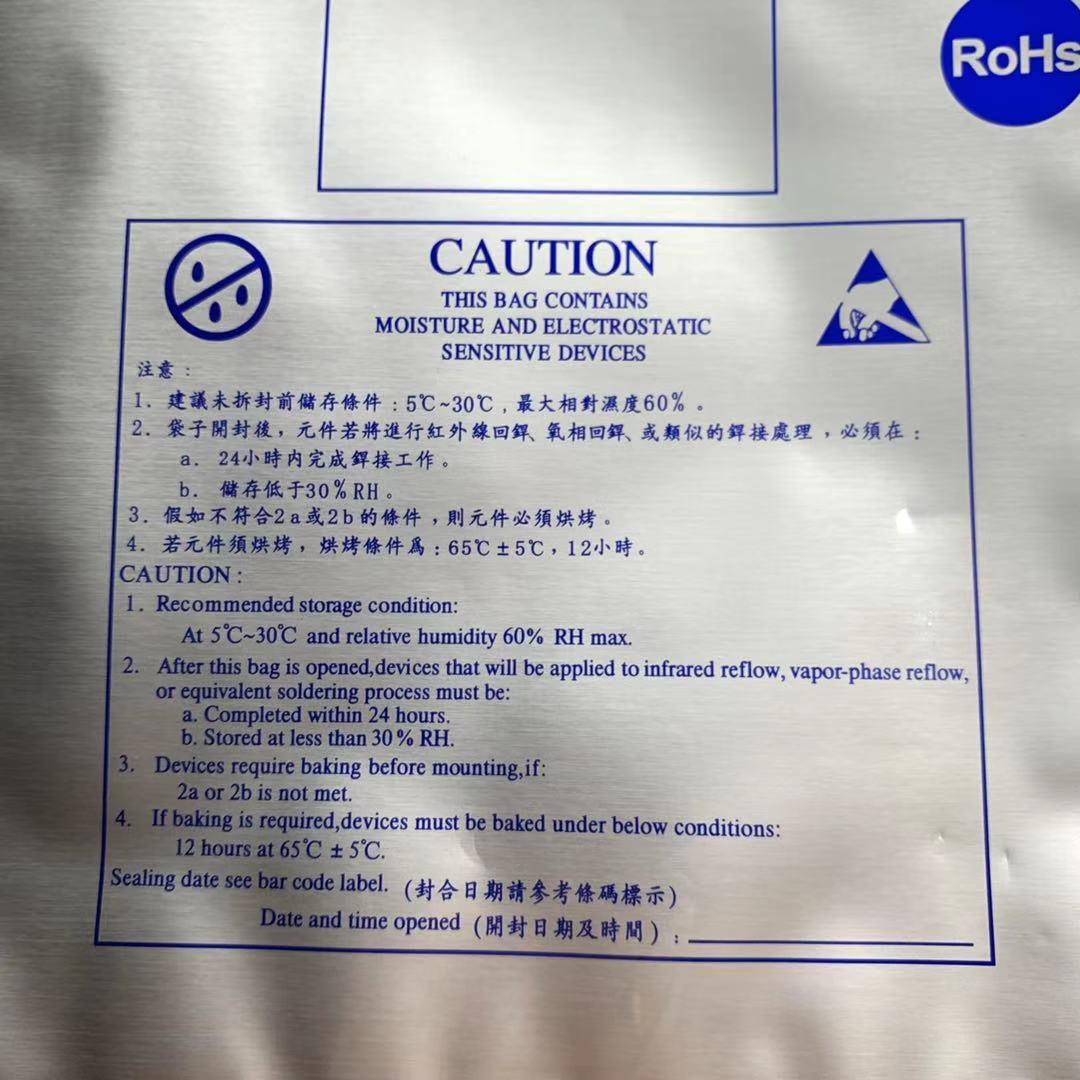 RoHs
CAUTION
THIS BAG CONTAINS
MOISTURE AND ELECTROSTATIC
SENSITIVE DEVICES
注意：
1. 建議未拆封前儲存條件：5℃~30℃，最大相對濕度60%。
2. 袋子開封後，元件若將進行紅外線回銲、氣相回銲、或類似的銲接處理，必須在：
a. 24小時内完成銲接工作。
b. 儲存低于30%RH。
3. 假如不符合2a或2b的條件，則元件必須烘烤。
4. 若元件須烘烤，烘烤條件爲：65℃±5℃，12小時。
CAUTION:
1. Recommended storage condition:
At 5℃~30℃ and relative humidity 60% RH max.
2. After this bag is opened,devices that will be applied to infrared reflow, vapor-phase reflow,
or equivalent soldering process must be:
a. Completed within 24 hours.
b. Stored at less than 30% RH.
3. Devices require baking before mounting,if:
2a or 2b is not met.
4. If baking is required,devices must be baked under below conditions:
12 hours at 65℃ ± 5℃.
Sealing date see bar code label. (封合日期請參考條碼標示)
Date and time opened (開封日期及時間)：